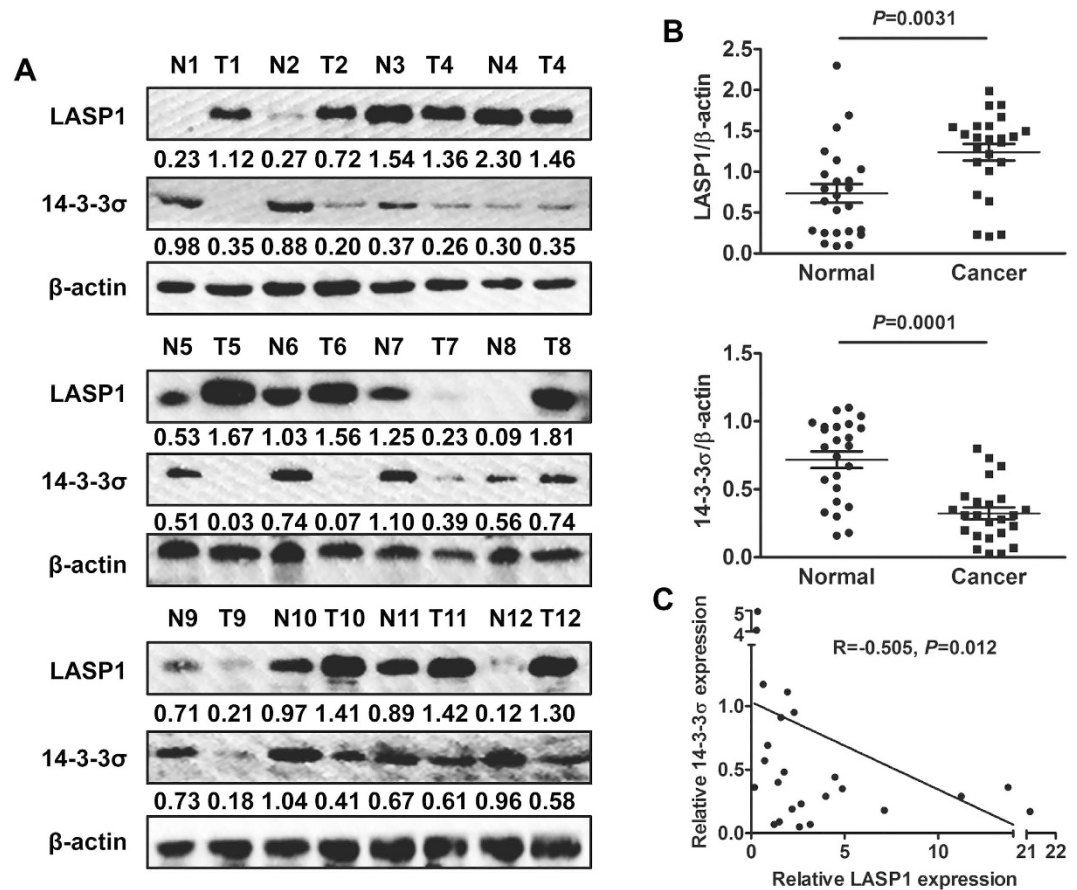 A
N1 T1 N2 T2 N3 T4 N4 T4
LASP1
0.23 1.12 0.27 0.72 1.54 1.36 2.30 1.46
14-3-3σ
0.98 0.35 0.88 0.20 0.37 0.26 0.30 0.35
β-actin
N5 T5 N6 T6 N7 T7 N8 T8
LASP1
0.53 1.67 1.03 1.56 1.25 0.23 0.09 1.81
14-3-3σ
0.51 0.03 0.74 0.07 1.10 0.39 0.56 0.74
β-actin
N9 T9 N10 T10 N11 T11 N12 T12
LASP1
0.71 0.21 0.97 1.41 0.89 1.42 0.12 1.30
14-3-3σ
0.73 0.18 1.04 0.41 0.67 0.61 0.96 0.58
β-actin
B
P=0.0031
LASP1/β-actin
2.5
2.0
1.5
1.0
0.5
0.0
Normal Cancer
P=0.0001
14-3-3σ/β-actin
1.5
1.0
0.5
0.0
Normal Cancer
C
R=-0.505, P=0.012
Relative 14-3-3σ expression
5
4
1.0
0.5
0.0
0 5 10 21 22
Relative LASP1 expression